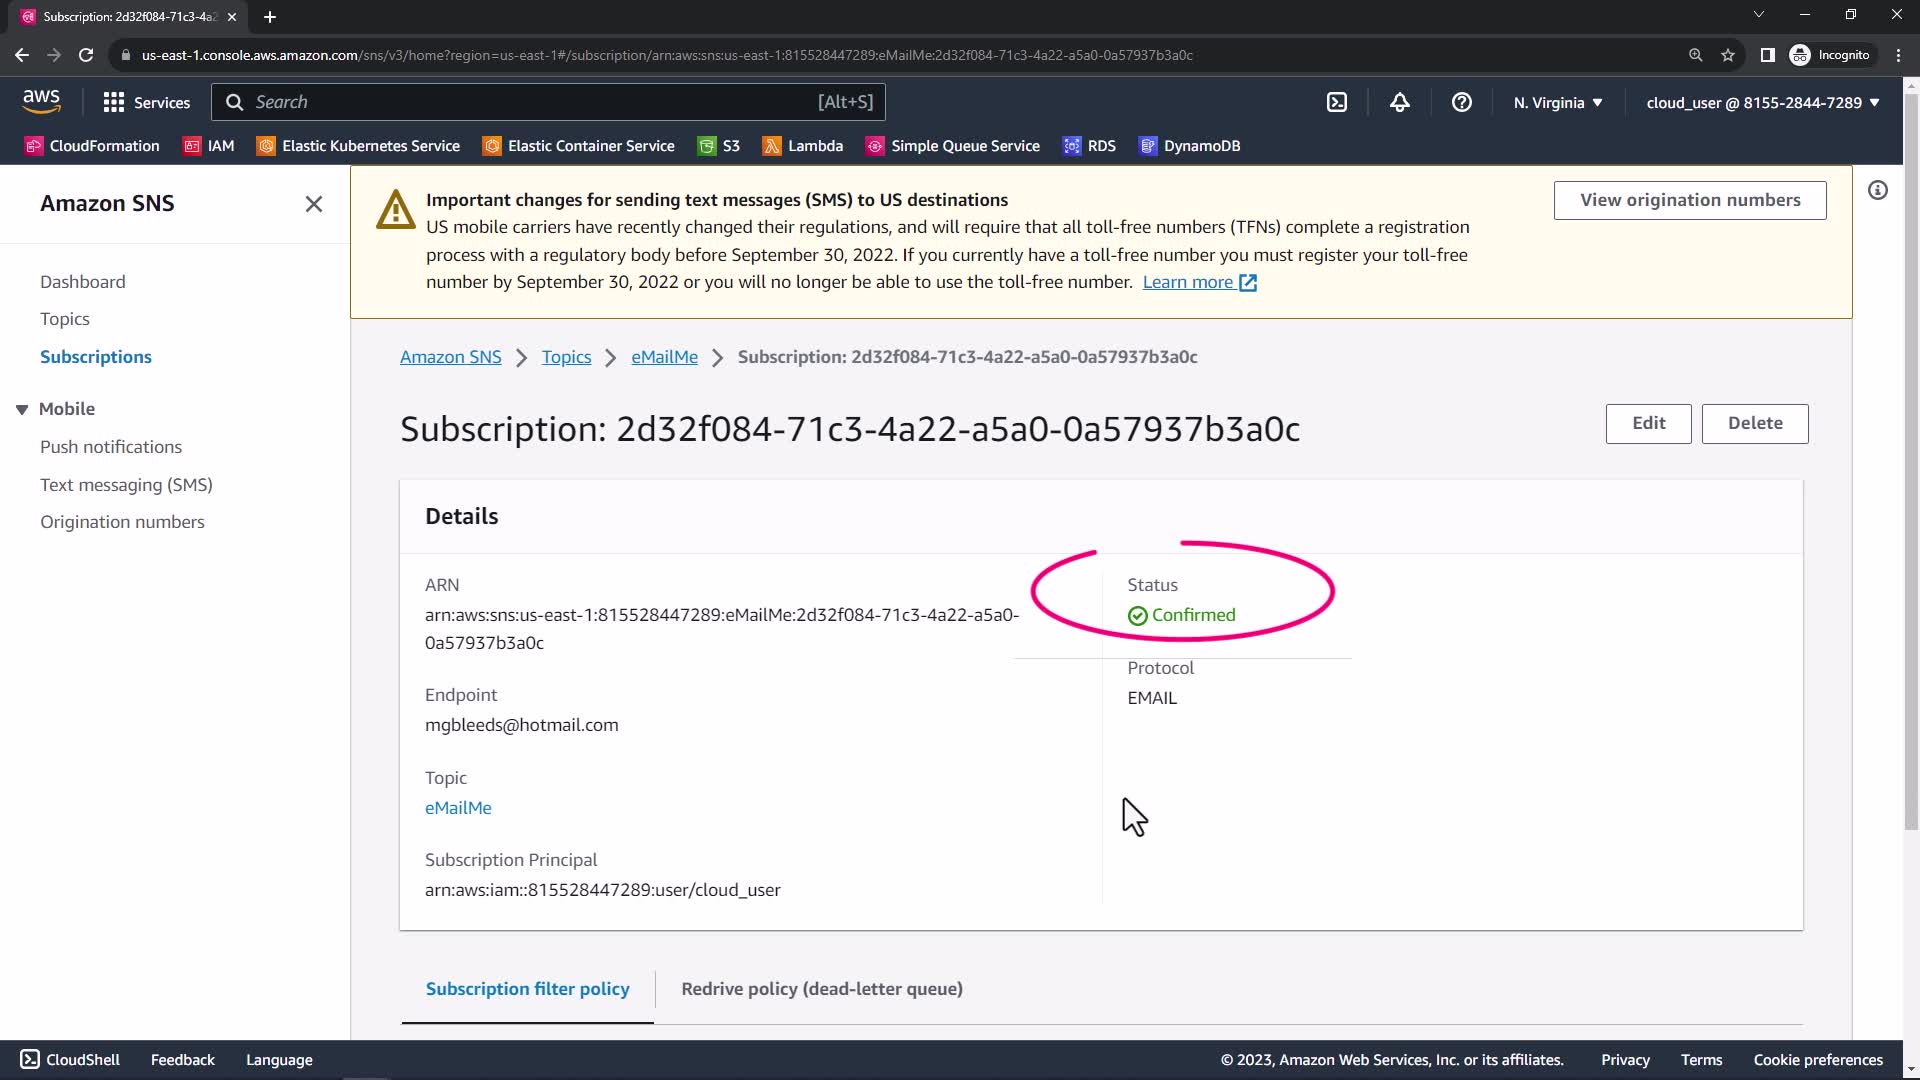 Subscription: 2d32f084-71c3-4a2
us-east-1.console.aws.amazon.com/sns/v3/home?region=us-east-1#/subscription/arn:aws:sns:us-east-1:815528447289:eMailMe:2d32f084-71c3-4a22-a5a0-0a57937b3a0c
Incognito
aws
Services
Search
[Alt+S]
N. Virginia
cloud_user @ 8155-2844-7289
CloudFormation
IAM
Elastic Kubernetes Service
Elastic Container Service
S3
Lambda
Simple Queue Service
RDS
DynamoDB
Amazon SNS
Dashboard
Topics
Subscriptions
Mobile
Push notifications
Text messaging (SMS)
Origination numbers
Important changes for sending text messages (SMS) to US destinations
US mobile carriers have recently changed their regulations, and will require that all toll-free numbers (TFNs) complete a registration
process with a regulatory body before September 30, 2022. If you currently have a toll-free number you must register your toll-free
number by September 30, 2022 or you will no longer be able to use the toll-free number. Learn more
View origination numbers
Amazon SNS
Topics
eMailMe
Subscription: 2d32f084-71c3-4a22-a5a0-0a57937b3a0c
Subscription: 2d32f084-71c3-4a22-a5a0-0a57937b3a0c
Edit
Delete
Details
ARN
arn:aws:sns:us-east-1:815528447289:eMailMe:2d32f084-71c3-4a22-a5a0-
0a57937b3a0c
Endpoint
mgbleeds@hotmail.com
Topic
eMailMe
Subscription Principal
arn:aws:iam::815528447289:user/cloud_user
Status
Confirmed
Protocol
EMAIL
Subscription filter policy
Redrive policy (dead-letter queue)
CloudShell
Feedback
Language
© 2023, Amazon Web Services, Inc. or its affiliates.
Privacy
Terms
Cookie preferences